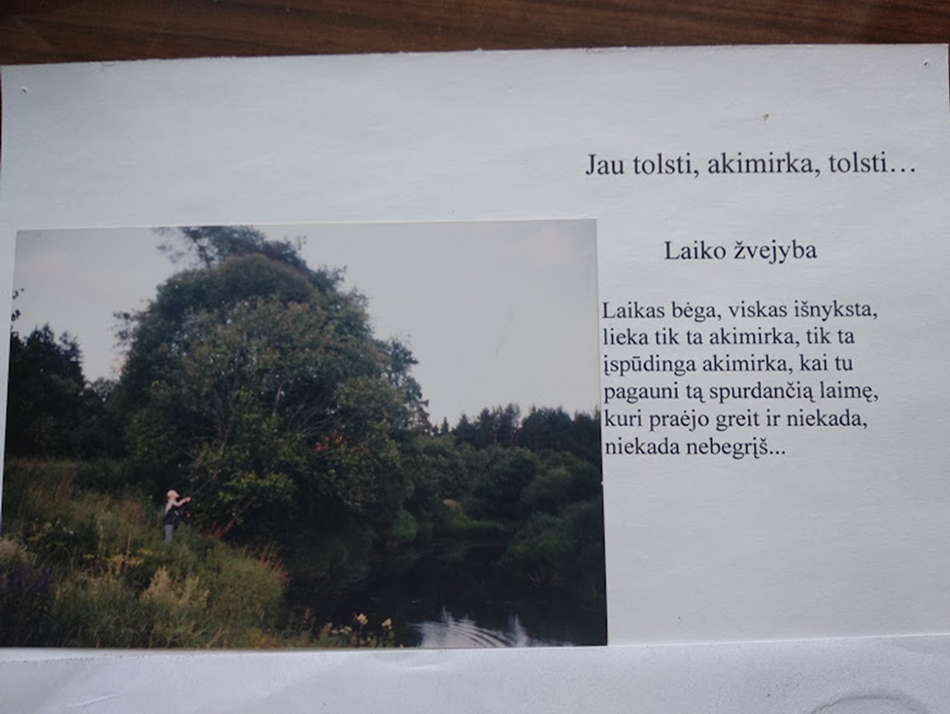 Jau tolsti, akimirka, tolsti…
Laiko žvejyba
Laikas bėga, viskas išnyksta,
lieka tik ta akimirka, tik ta
įspūdinga akimirka, kai tu
pagauni tą spurdančią laimę,
kuri praėjo greit ir niekada,
niekada nebegrįš...